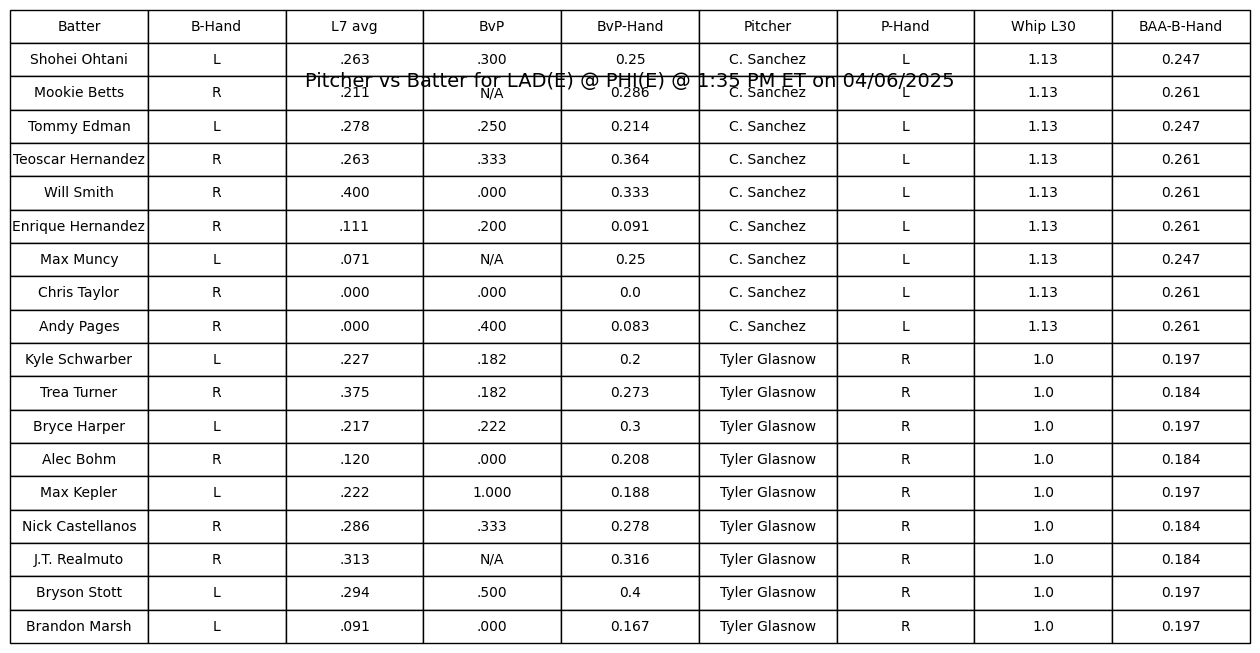 Batter B-Hand L7 avg BvP BvP-Hand Pitcher P-Hand Whip L30 BAA-B-Hand
Shohei Ohtani L .263 .300 0.25 C. Sanchez L 1.13 0.247
Pitcher vs Batter for LAD(E) @ PHI(E) @ 1:35 PM ET on 04/06/2025
Mookie Betts R .211 N/A 0.286 C. Sanchez L 1.13 0.261
Tommy Edman L .278 .250 0.214 C. Sanchez L 1.13 0.247
Teoscar Hernandez R .263 .333 0.364 C. Sanchez L 1.13 0.261
Will Smith R .400 .000 0.333 C. Sanchez L 1.13 0.261
Enrique Hernandez R .111 .200 0.091 C. Sanchez L 1.13 0.261
Max Muncy L .071 N/A 0.25 C. Sanchez L 1.13 0.247
Chris Taylor R .000 .000 0.0 C. Sanchez L 1.13 0.261
Andy Pages R .000 .400 0.083 C. Sanchez L 1.13 0.261
Kyle Schwarber L .227 .182 0.2 Tyler Glasnow R 1.0 0.197
Trea Turner R .375 .182 0.273 Tyler Glasnow R 1.0 0.184
Bryce Harper L .217 .222 0.3 Tyler Glasnow R 1.0 0.197
Alec Bohm R .120 .000 0.208 Tyler Glasnow R 1.0 0.184
Max Kepler L .222 1.000 0.188 Tyler Glasnow R 1.0 0.197
Nick Castellanos R .286 .333 0.278 Tyler Glasnow R 1.0 0.184
J.T. Realmuto R .313 N/A 0.316 Tyler Glasnow R 1.0 0.184
Bryson Stott L .294 .500 0.4 Tyler Glasnow R 1.0 0.197
Brandon Marsh L .091 .000 0.167 Tyler Glasnow R 1.0 0.197